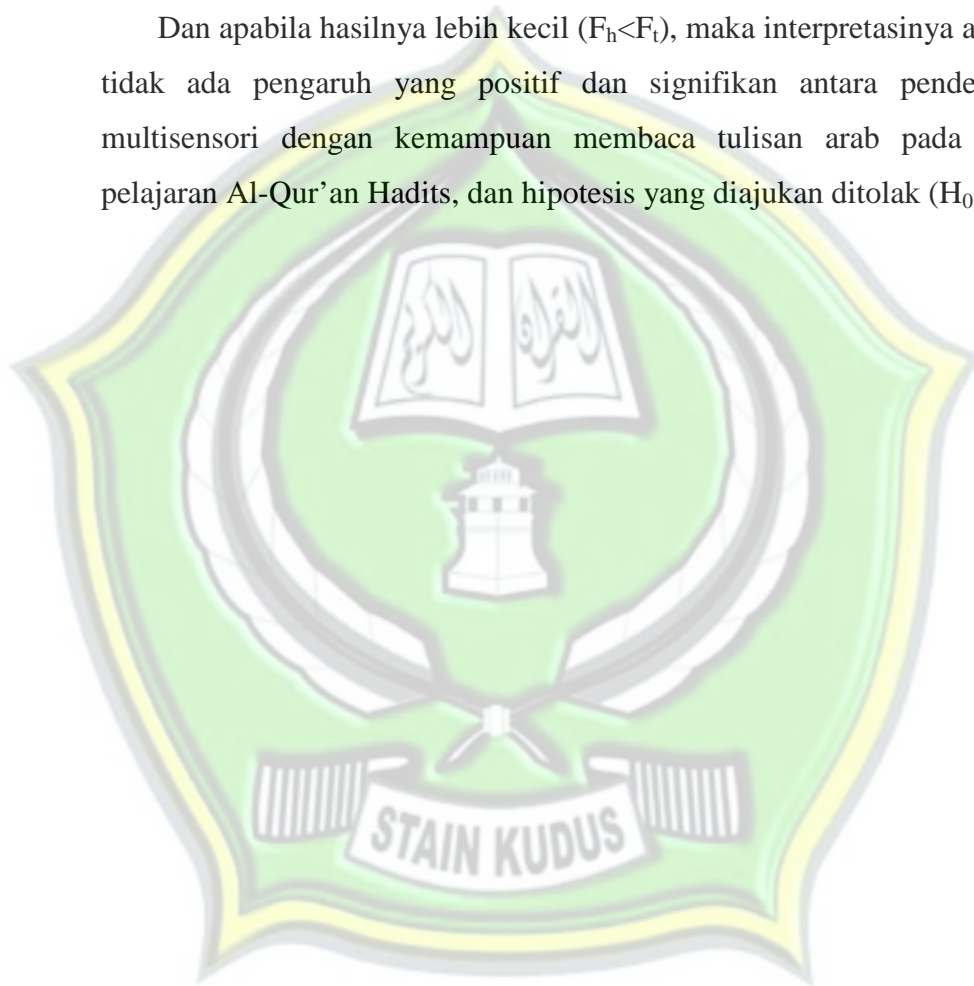 Dan apabila hasilnya lebih kecil (Fₕ<Fₜ), maka interpretasinya a
tidak ada pengaruh yang positif dan signifikan antara pende
multisensori dengan kemampuan membaca tulisan arab pada
pelajaran Al-Qur’an Hadits, dan hipotesis yang diajukan ditolak (H₀
القرآن الكريم
STAIN KUDUS